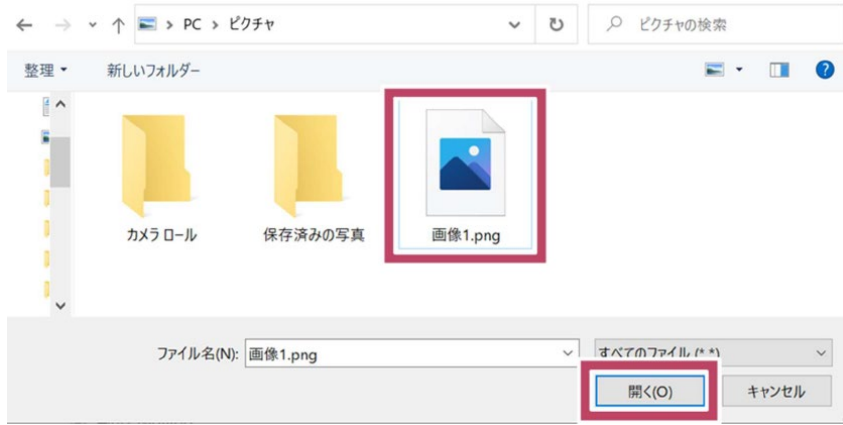 PC › ピクチャ
ピクチャの検索
整理
新しいフォルダー
カメラ ロール
保存済みの写真
画像1.png
ファイル名(N):
画像1.png
すべてのファイル (*.*)
開く(O)
キャンセル